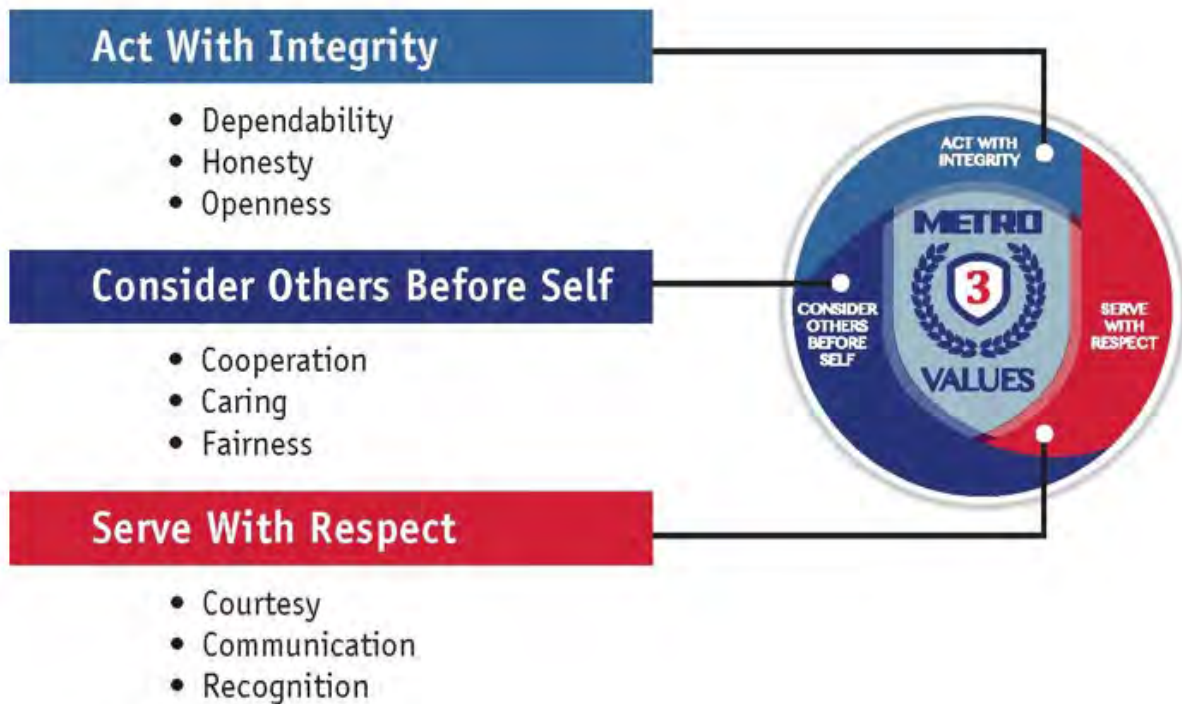 Act With Integrity
• Dependability
• Honesty
• Openness
Consider Others Before Self
• Cooperation
• Caring
• Fairness
Serve With Respect
• Courtesy
• Communication
• Recognition
ACT WITH
INTEGRITY
METRO
3
VALUES
CONSIDER
OTHERS
BEFORE
SELF
SERVE
WITH
RESPECT